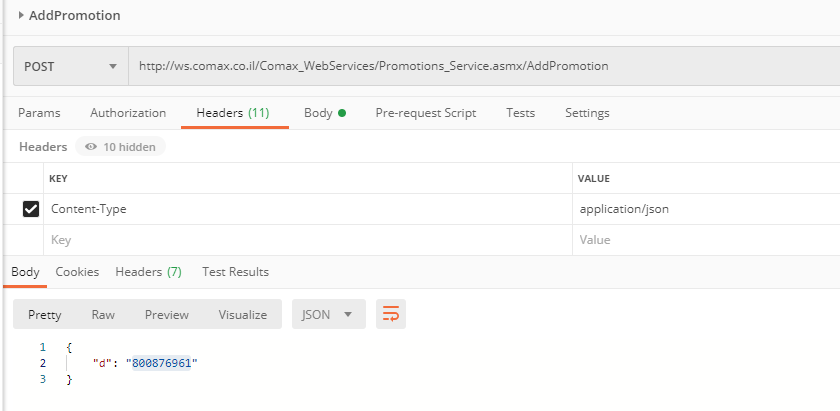 AddPromotion
POST http://ws.comax.co.il/Comax_WebServices/Promotions_Service.asmx/AddPromotion
Params Authorization Headers (11) Body Pre-request Script Tests Settings
Headers 10 hidden
KEY VALUE
Content-Type application/json
Key Value
Body Cookies Headers (7) Test Results
Pretty Raw Preview Visualize JSON
1 {
2 "d": "800876961"
3 }